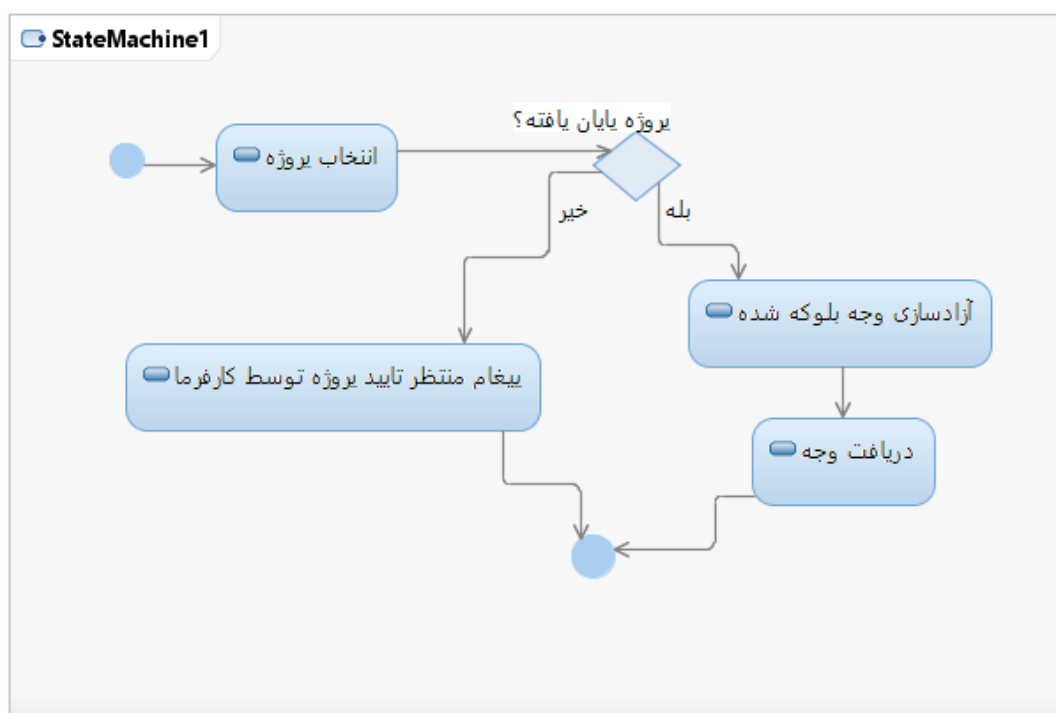 StateMachine1
پروژه پایان یافته؟
انتخاب پروژه
خیر
بله
آزادسازی وجه بلوکه شده
پیغام منتظر تایید پروژه توسط کارفرما
دریافت وجه